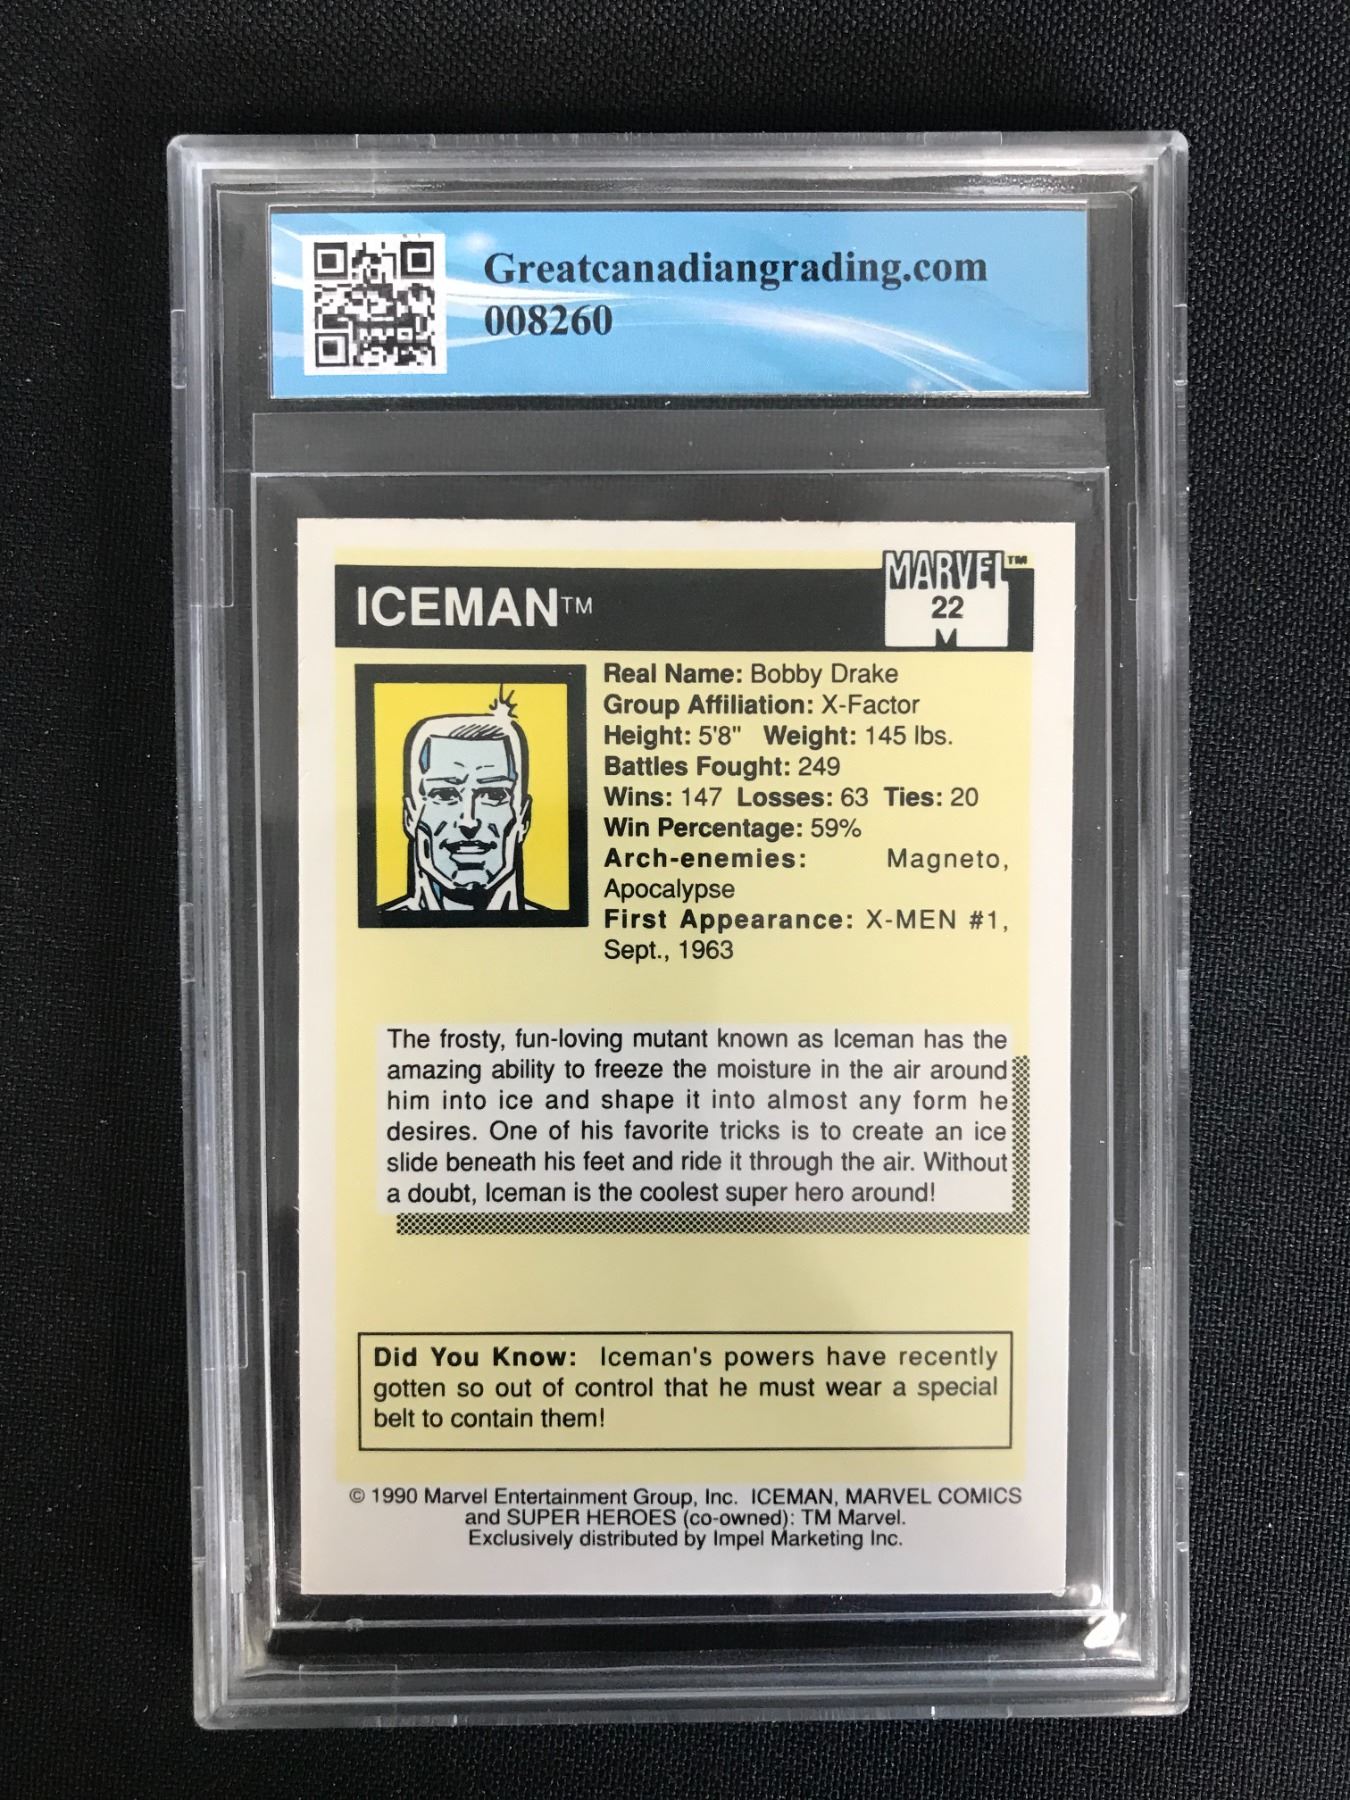 Greatcanadiangrading.com
008260
ICEMAN™
MARVEL™
22
M
Real Name: Bobby Drake
Group Affiliation: X-Factor
Height: 5'8" Weight: 145 lbs.
Battles Fought: 249
Wins: 147 Losses: 63 Ties: 20
Win Percentage: 59%
Arch-enemies: Magneto,
Apocalypse
First Appearance: X-MEN #1,
Sept., 1963
The frosty, fun-loving mutant known as Iceman has the
amazing ability to freeze the moisture in the air around
him into ice and shape it into almost any form he
desires. One of his favorite tricks is to create an ice
slide beneath his feet and ride it through the air. Without
a doubt, Iceman is the coolest super hero around!
Did You Know: Iceman's powers have recently
gotten so out of control that he must wear a special
belt to contain them!
© 1990 Marvel Entertainment Group, Inc. ICEMAN, MARVEL COMICS
and SUPER HEROES (co-owned): TM Marvel.
Exclusively distributed by Impel Marketing Inc.